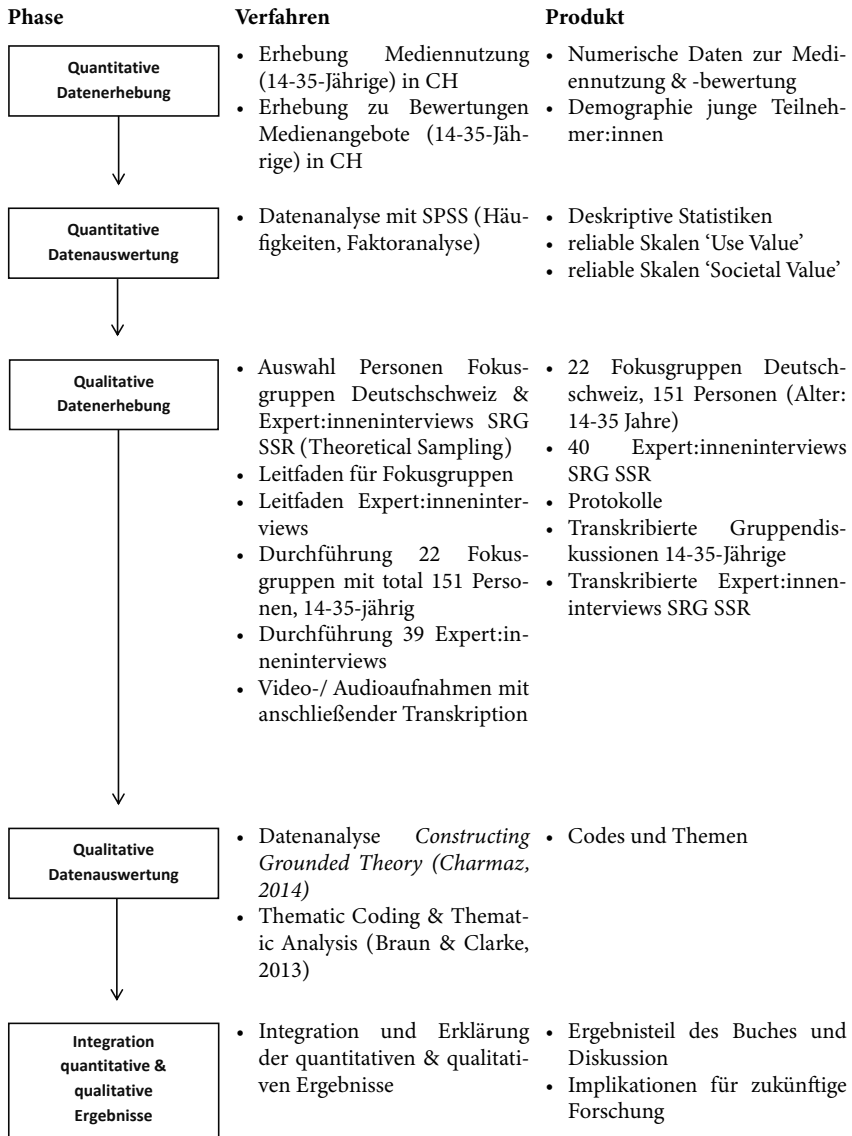 Phase Verfahren Produkt
Quantitative
Datenerhebung
• Erhebung Mediennutzung
(14-35-Jährige) in CH
• Erhebung zu Bewertungen
Medienangebote (14-35-Jäh-
rige) in CH
• Numerische Daten zur Medi-
ennutzung & -bewertung
• Demographie junge Teilneh-
mer:innen
Quantitative
Datenauswertung
• Datenanalyse mit SPSS (Häu-
figkeiten, Faktoranalyse)
• Deskriptive Statistiken
• reliable Skalen ‘Use Value’
• reliable Skalen ‘Societal Value’
Qualitative
Datenerhebung
• Auswahl Personen Fokus-
gruppen Deutschschweiz &
Expert:inneninterviews SRG
SSR (Theoretical Sampling)
• Leitfaden für Fokusgruppen
• Leitfaden Expert:inneninter-
views
• Durchführung 22 Fokus-
gruppen mit total 151 Perso-
nen, 14-35-jährig
• Durchführung 39 Expert:in-
neninterviews
• Video-/ Audioaufnahmen mit
anschließender Transkription
• 22 Fokusgruppen Deutsch-
schweiz, 151 Personen (Alter:
14-35 Jahre)
• 40 Expert:inneninterviews
SRG SSR
• Protokolle
• Transkribierte Gruppendis-
kussionen 14-35-Jährige
• Transkribierte Expert:innen-
interviews SRG SSR
Qualitative
Datenauswertung
• Datenanalyse Constructing
Grounded Theory (Charmaz,
2014)
• Thematic Coding & Themat-
ic Analysis (Braun & Clarke,
2013)
• Codes und Themen
Integration
quantitative &
qualitative
Ergebnisse
• Integration und Erklärung
der quantitativen & qualitati-
ven Ergebnisse
• Ergebnisteil des Buches und
Diskussion
• Implikationen für zukünftige
Forschung